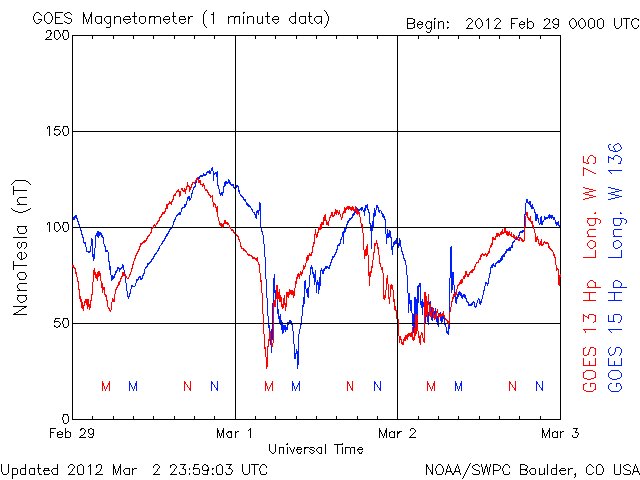 GOES Magnetometer (1 minute data)
Begin: 2012 Feb 29 0000 UTC
200
150
100
50
0
NanoTesla (nT)
GOES 13 Hp Long. W 75
GOES 15 Hp Long. W 136
M M N N M M N N M M N N
Feb 29 Mar 1 Mar 2 Mar 3
Universal Time
Updated 2012 Mar 2 23:59:03 UTC
NOAA/SWPC Boulder, CO USA